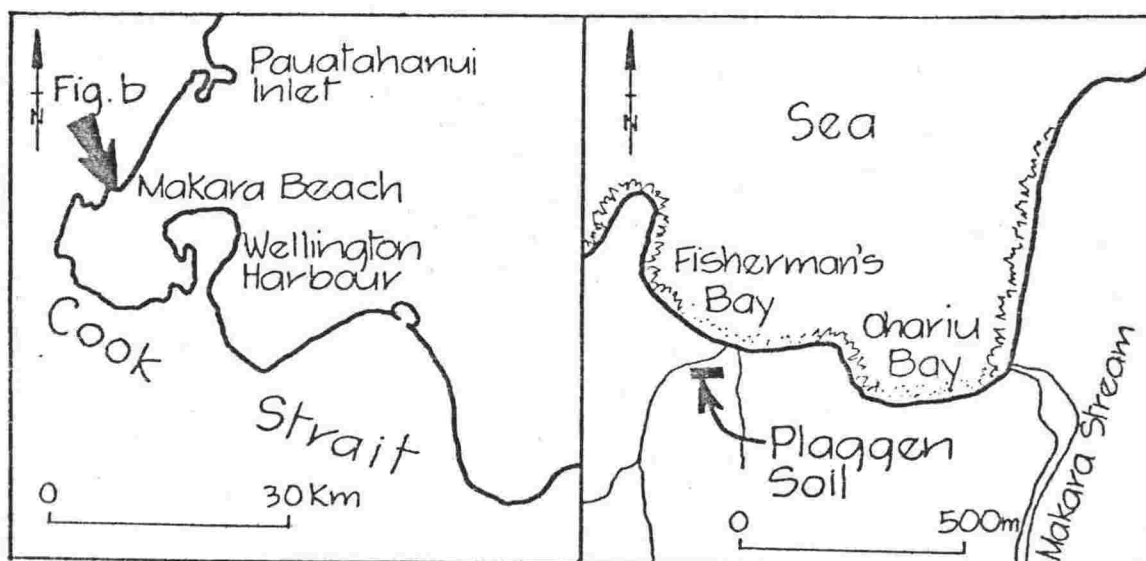 Pauatahanui
Inlet
Fig. b
N
Makara Beach
Wellington
Harbour
Cook
Strait
0 30Km
N
Sea
Fisherman's
Bay
Ohariu
Bay
Plaggen
Soil
Makara Stream
0 500m